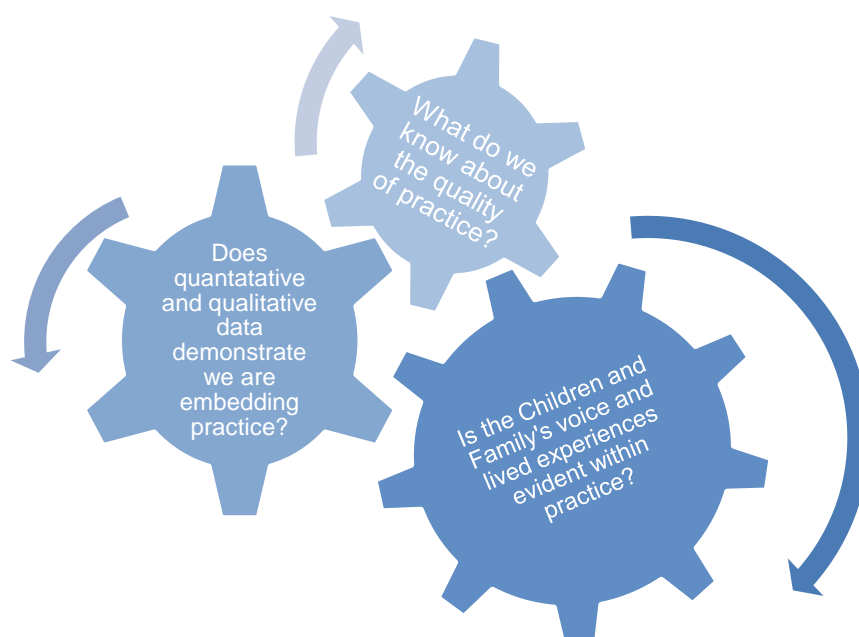 What do we
know about
the quality
of practice?
Does
quantatative
and qualitative
data
demonstrate
we are
embedding
practice?
Is the Children and
Family's voice and
lived experiences
evident within
practice?